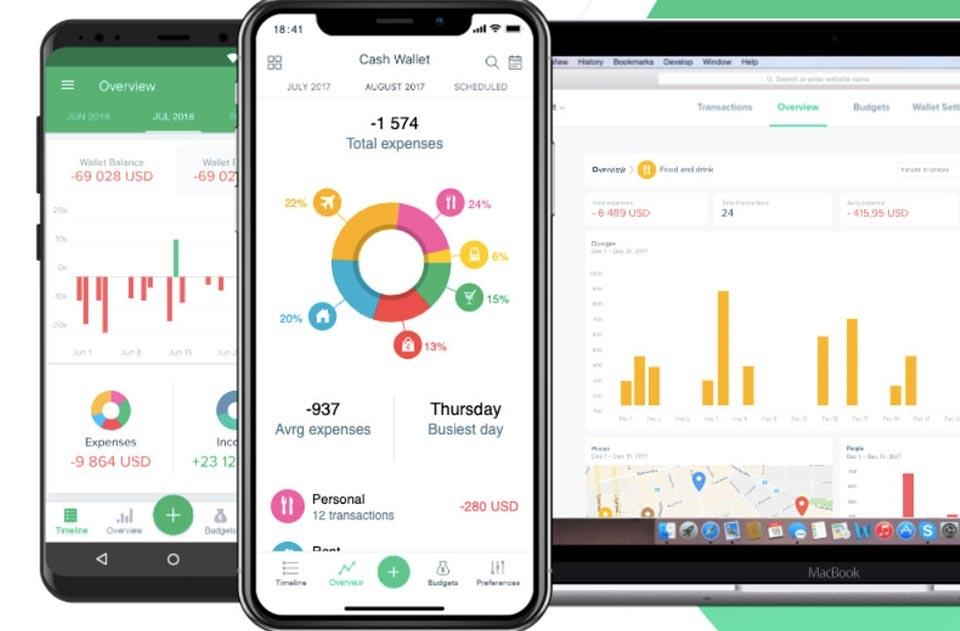 Overview
JUN 2018
JUL 2018
Wallet Balance
-69 028 USD
Wallet
-69 02
20k
10k
0k
-10k
-20k
Jun 1
Jun 8
Jun 15
Jun 2
Expenses
-9 864 USD
Inco
+23 12
Timeline
Overview
Budgets
18:41
Cash Wallet
JULY 2017
AUGUST 2017
SCHEDULED
-1 574
Total expenses
22%
24%
6%
15%
13%
20%
-937
Avrg expenses
Thursday
Busiest day
Personal
12 transactions
-280 USD
Rent
Timeline
Overview
Budgets
Preferences
View History Bookmarks Develop Window Help
Search or enter website name
Transactions
Overview
Budgets
Wallet Sett
Overview
Food and drink
Include all photos
Total expenses
- 6 489 USD
Total transactions
24
Avrg expense
- 415,95 USD
Changes
Dec 1 - Dec 31, 2017
Places
Dec 1 - Dec 31, 2017
People
MacBook